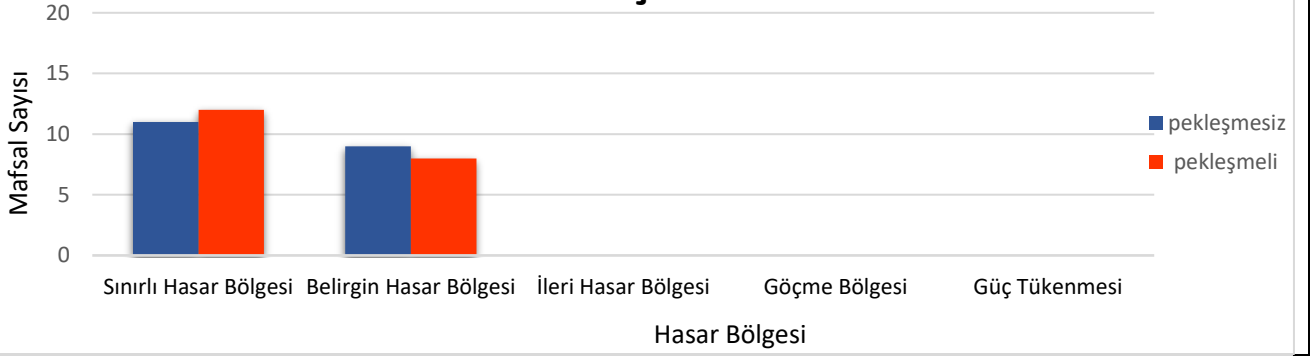 20
15
10
5
0
Mafsal Sayısı
Sınırlı Hasar Bölgesi
Belirgin Hasar Bölgesi
İleri Hasar Bölgesi
Göçme Bölgesi
Güç Tükenmesi
Hasar Bölgesi
pekleşmesiz
pekleşmeli